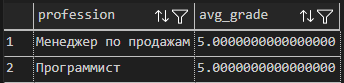 profession avg_grade
1 Менеджер по продажам 5.0000000000000000
2 Программист 5.0000000000000000